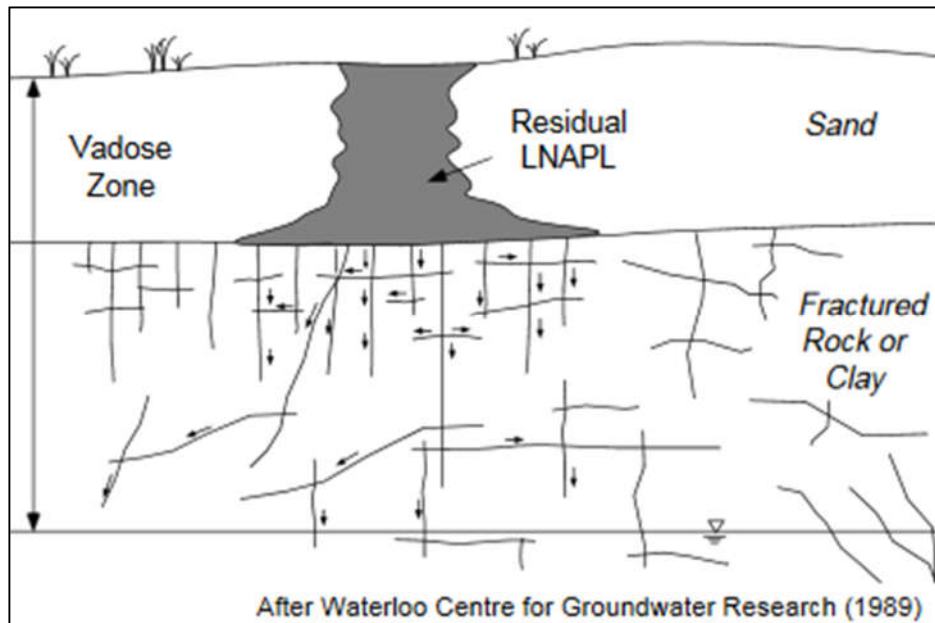 Vadose
Zone
Residual
LNAPL
Sand
Fractured
Rock or
Clay
After Waterloo Centre for Groundwater Research (1989)